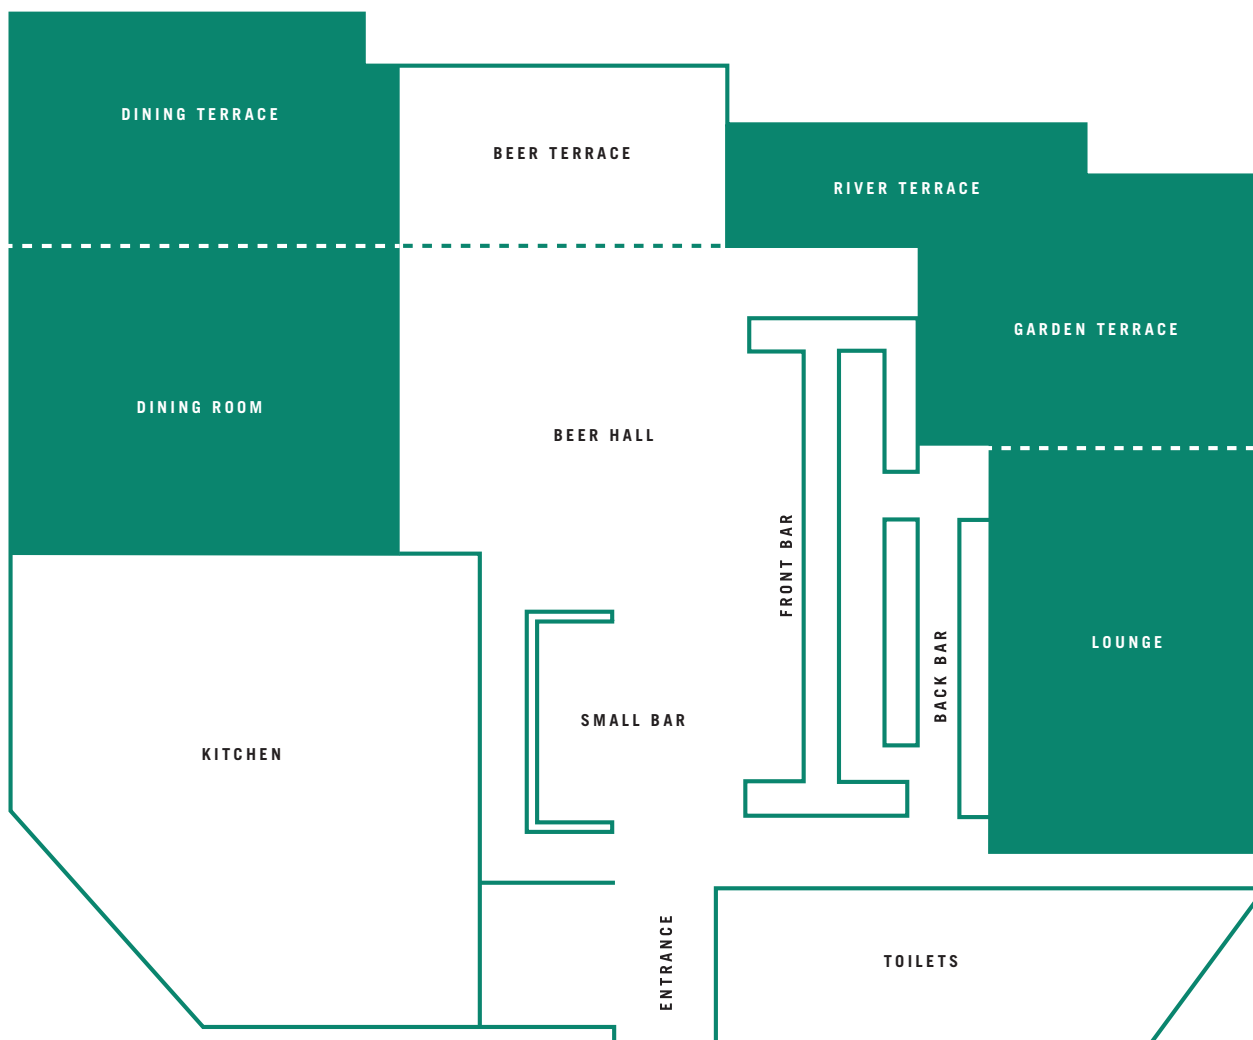 DINING TERRACE
BEER TERRACE
RIVER TERRACE
GARDEN TERRACE
DINING ROOM
BEER HALL
FRONT BAR
BACK BAR
LOUNGE
SMALL BAR
KITCHEN
ENTRANCE
TOILETS